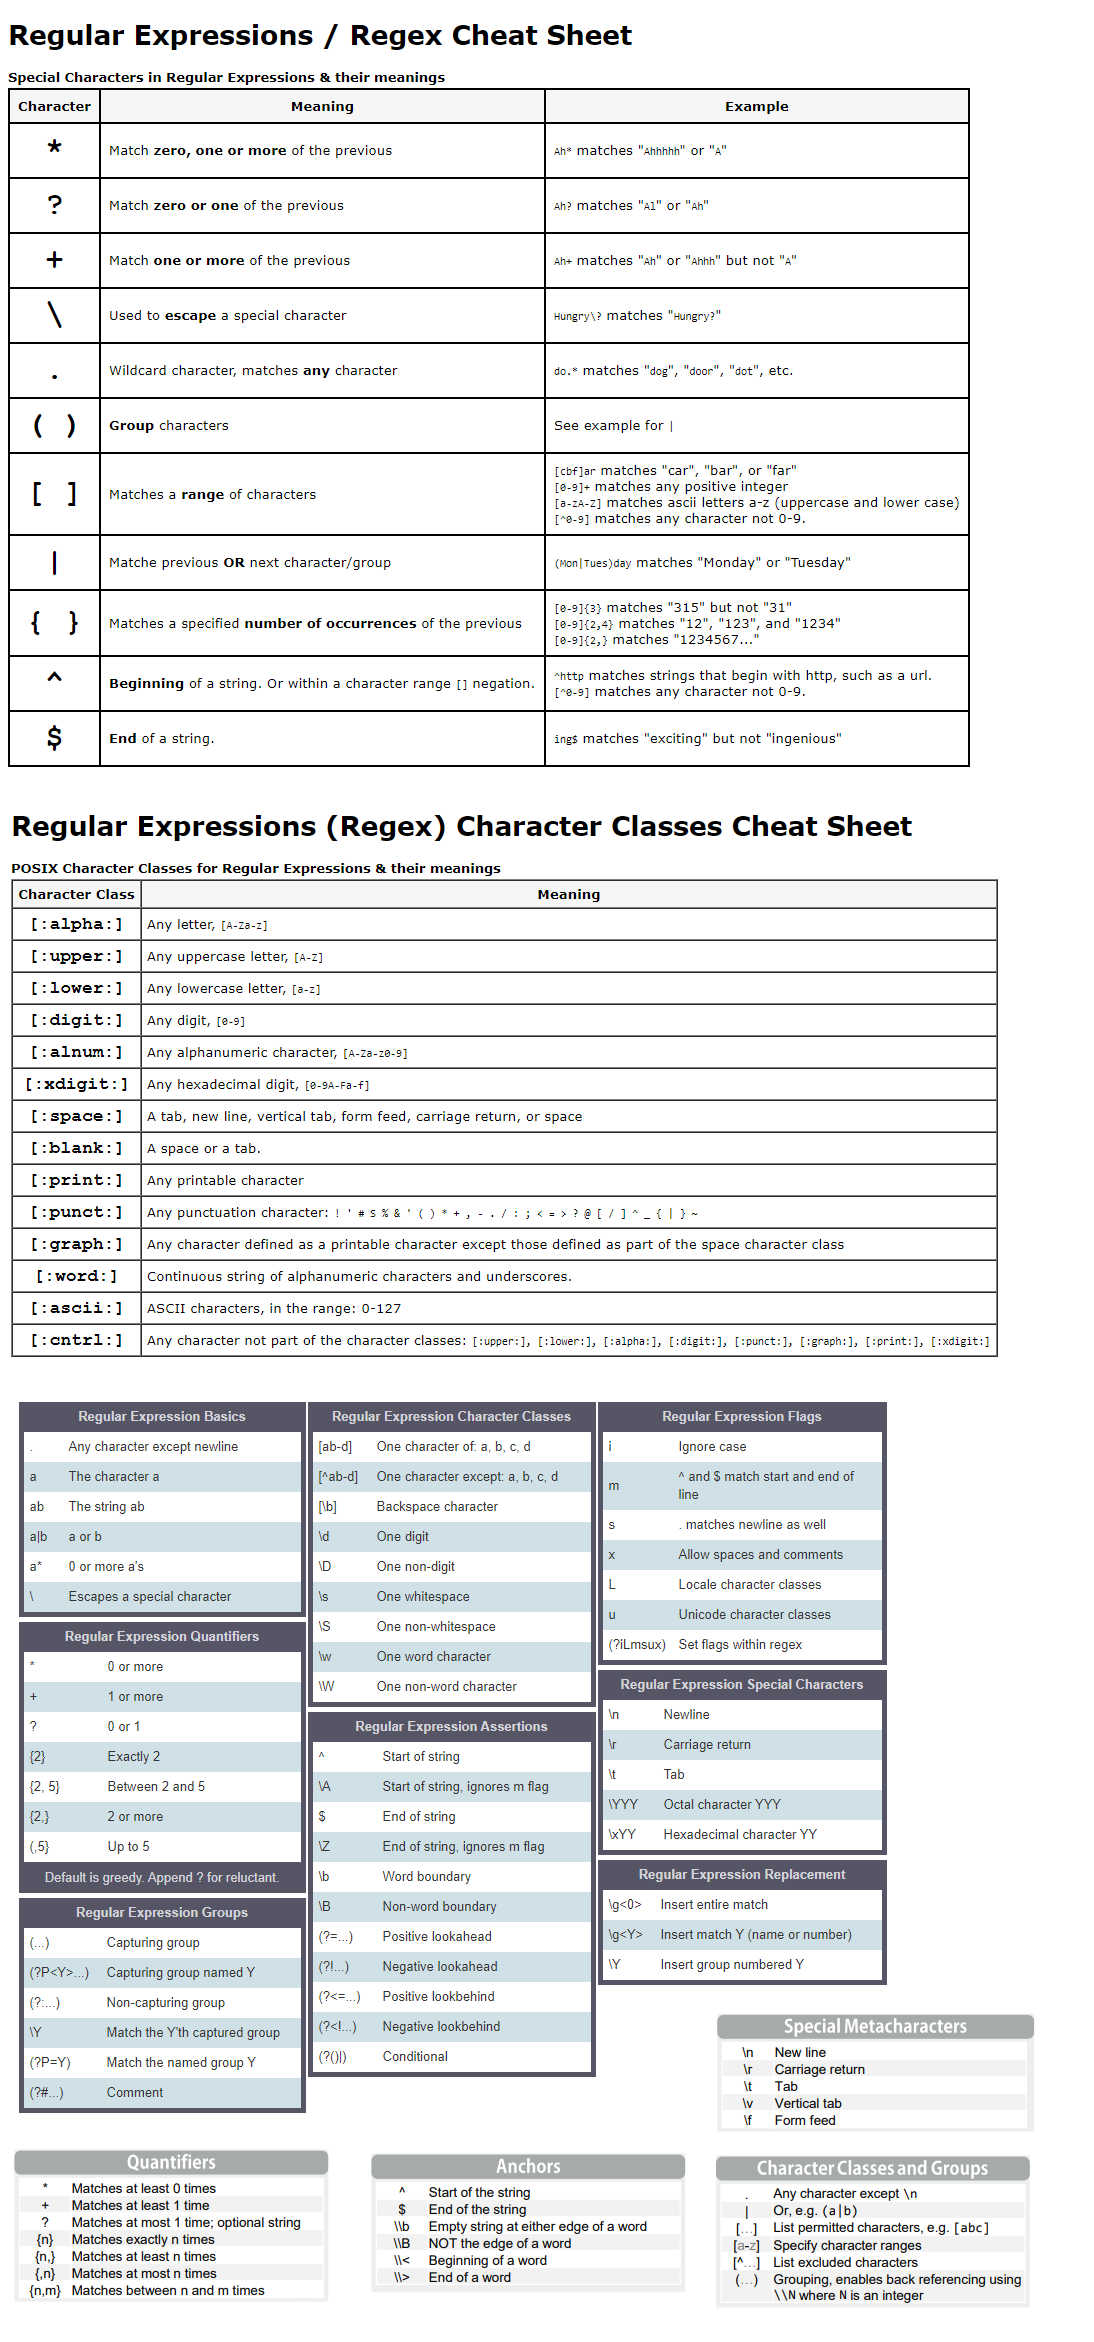 Regular Expressions / Regex Cheat Sheet
Special Characters in Regular Expressions & their meanings
Character Meaning Example
* Match zero, one or more of the previous Ah* matches "Ahhhhh" or "A"
? Match zero or one of the previous Ah? matches "Al" or "Ah"
+ Match one or more of the previous Ah+ matches "Ah" or "Ahhh" but not "A"
\ Used to escape a special character Hungry\? matches "Hungry?"
. Wildcard character, matches any character do.* matches "dog", "door", "dot", etc.
( ) Group characters See example for |
[ ] Matches a range of characters [cbf]ar matches "car", "bar", or "far"
[0-9]+ matches any positive integer
[a-zA-Z] matches ascii letters a-z (uppercase and lower case)
[^0-9] matches any character not 0-9.
| Matche previous OR next character/group (Mon|Tues)day matches "Monday" or "Tuesday"
{ } Matches a specified number of occurrences of the previous [0-9]{3} matches "315" but not "31"
[0-9]{2,4} matches "12", "123", and "1234"
[0-9]{2,} matches "1234567..."
^ Beginning of a string. Or within a character range [] negation. ^http matches strings that begin with http, such as a url.
[^0-9] matches any character not 0-9.
$ End of a string. ing$ matches "exciting" but not "ingenious"
Regular Expressions (Regex) Character Classes Cheat Sheet
POSIX Character Classes for Regular Expressions & their meanings
Character Class Meaning
[:alpha:] Any letter, [A-Za-z]
[:upper:] Any uppercase letter, [A-Z]
[:lower:] Any lowercase letter, [a-z]
[:digit:] Any digit, [0-9]
[:alnum:] Any alphanumeric character, [A-Za-z0-9]
[:xdigit:] Any hexadecimal digit, [0-9A-Fa-f]
[:space:] A tab, new line, vertical tab, form feed, carriage return, or space
[:blank:] A space or a tab.
[:print:] Any printable character
[:punct:] Any punctuation character: ! ' # S % & ' ( ) * + , - . / : ; < = > ? @ [ / ] ^ _ { | } ~
[:graph:] Any character defined as a printable character except those defined as part of the space character class
[:word:] Continuous string of alphanumeric characters and underscores.
[:ascii:] ASCII characters, in the range: 0-127
[:cntrl:] Any character not part of the character classes: [:upper:], [:lower:], [:alpha:], [:digit:], [:punct:], [:graph:], [:print:], [:xdigit:]
Regular Expression Basics
. Any character except newline
a The character a
ab The string ab
a|b a or b
a* 0 or more a's
\ Escapes a special character
Regular Expression Quantifiers
* 0 or more
+ 1 or more
? 0 or 1
{2} Exactly 2
{2, 5} Between 2 and 5
{2,} 2 or more
(,5} Up to 5
Default is greedy. Append ? for reluctant.
Regular Expression Groups
(...) Capturing group
(?P<Y>...) Capturing group named Y
(?:...) Non-capturing group
\Y Match the Y'th captured group
(?P=Y) Match the named group Y
(?#...) Comment
Regular Expression Character Classes
[ab-d] One character of: a, b, c, d
[^ab-d] One character except: a, b, c, d
[\b] Backspace character
\d One digit
\D One non-digit
\s One whitespace
\S One non-whitespace
\w One word character
\W One non-word character
Regular Expression Assertions
^ Start of string
\A Start of string, ignores m flag
$ End of string
\Z End of string, ignores m flag
\b Word boundary
\B Non-word boundary
(?=...) Positive lookahead
(?!...) Negative lookahead
(?<=...) Positive lookbehind
(?<!...) Negative lookbehind
(?()|) Conditional
Regular Expression Flags
i Ignore case
m ^ and $ match start and end of
line
s . matches newline as well
x Allow spaces and comments
L Locale character classes
u Unicode character classes
(?iLmsux) Set flags within regex
Regular Expression Special Characters
\n Newline
\r Carriage return
\t Tab
\YYY Octal character YYY
\xYY Hexadecimal character YY
Regular Expression Replacement
\g<0> Insert entire match
\g<Y> Insert match Y (name or number)
\Y Insert group numbered Y
Special Metacharacters
\n New line
\r Carriage return
\t Tab
\v Vertical tab
\f Form feed
Quantifiers
* Matches at least 0 times
+ Matches at least 1 time
? Matches at most 1 time; optional string
{n} Matches exactly n times
{n,} Matches at least n times
{,n} Matches at most n times
{n,m} Matches between n and m times
Anchors
^ Start of the string
$ End of the string
\\b Empty string at either edge of a word
\\B NOT the edge of a word
\\< Beginning of a word
\\> End of a word
Character Classes and Groups
. Any character except \n
| Or, e.g. (a|b)
[...] List permitted characters, e.g. [abc]
[a-z] Specify character ranges
[^...] List excluded characters
(...) Grouping, enables back referencing using
\\N where N is an integer